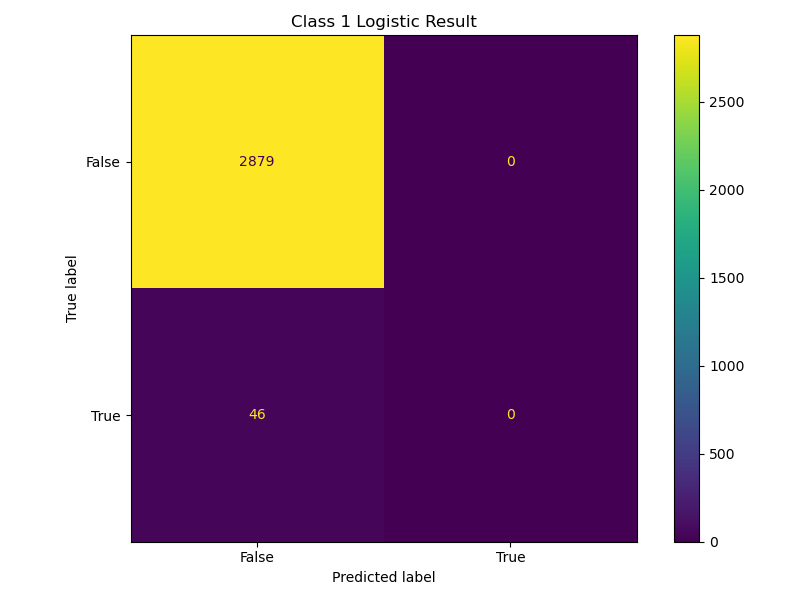 Class 1 Logistic Result
True label
False
True
2879
0
46
0
False
True
Predicted label
2500
2000
1500
1000
500
0